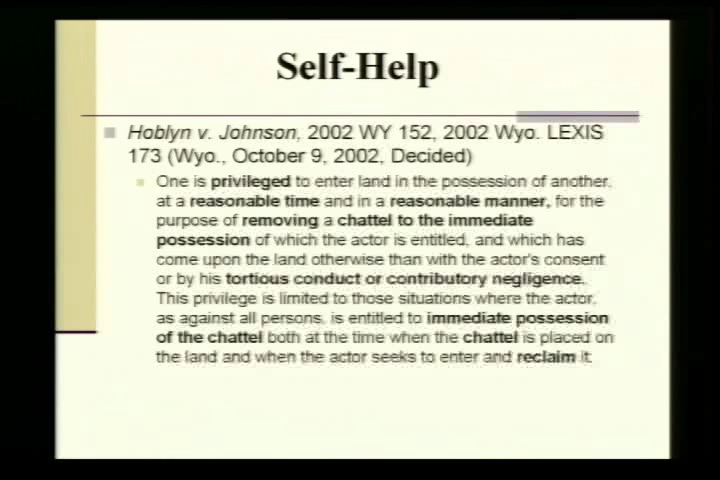 Self-Help
Hoblyn v. Johnson, 2002 WY 152, 2002 Wyo. LEXIS
173 (Wyo., October 9, 2002, Decided)
One is privileged to enter land in the possession of another,
at a reasonable time and in a reasonable manner, for the
purpose of removing a chattel to the immediate
possession of which the actor is entitled, and which has
come upon the land otherwise than with the actor's consent
or by his tortious conduct or contributory negligence.
This privilege is limited to those situations where the actor,
as against all persons, is entitled to immediate possession
of the chattel both at the time when the chattel is placed on
the land and when the actor seeks to enter and reclaim it.